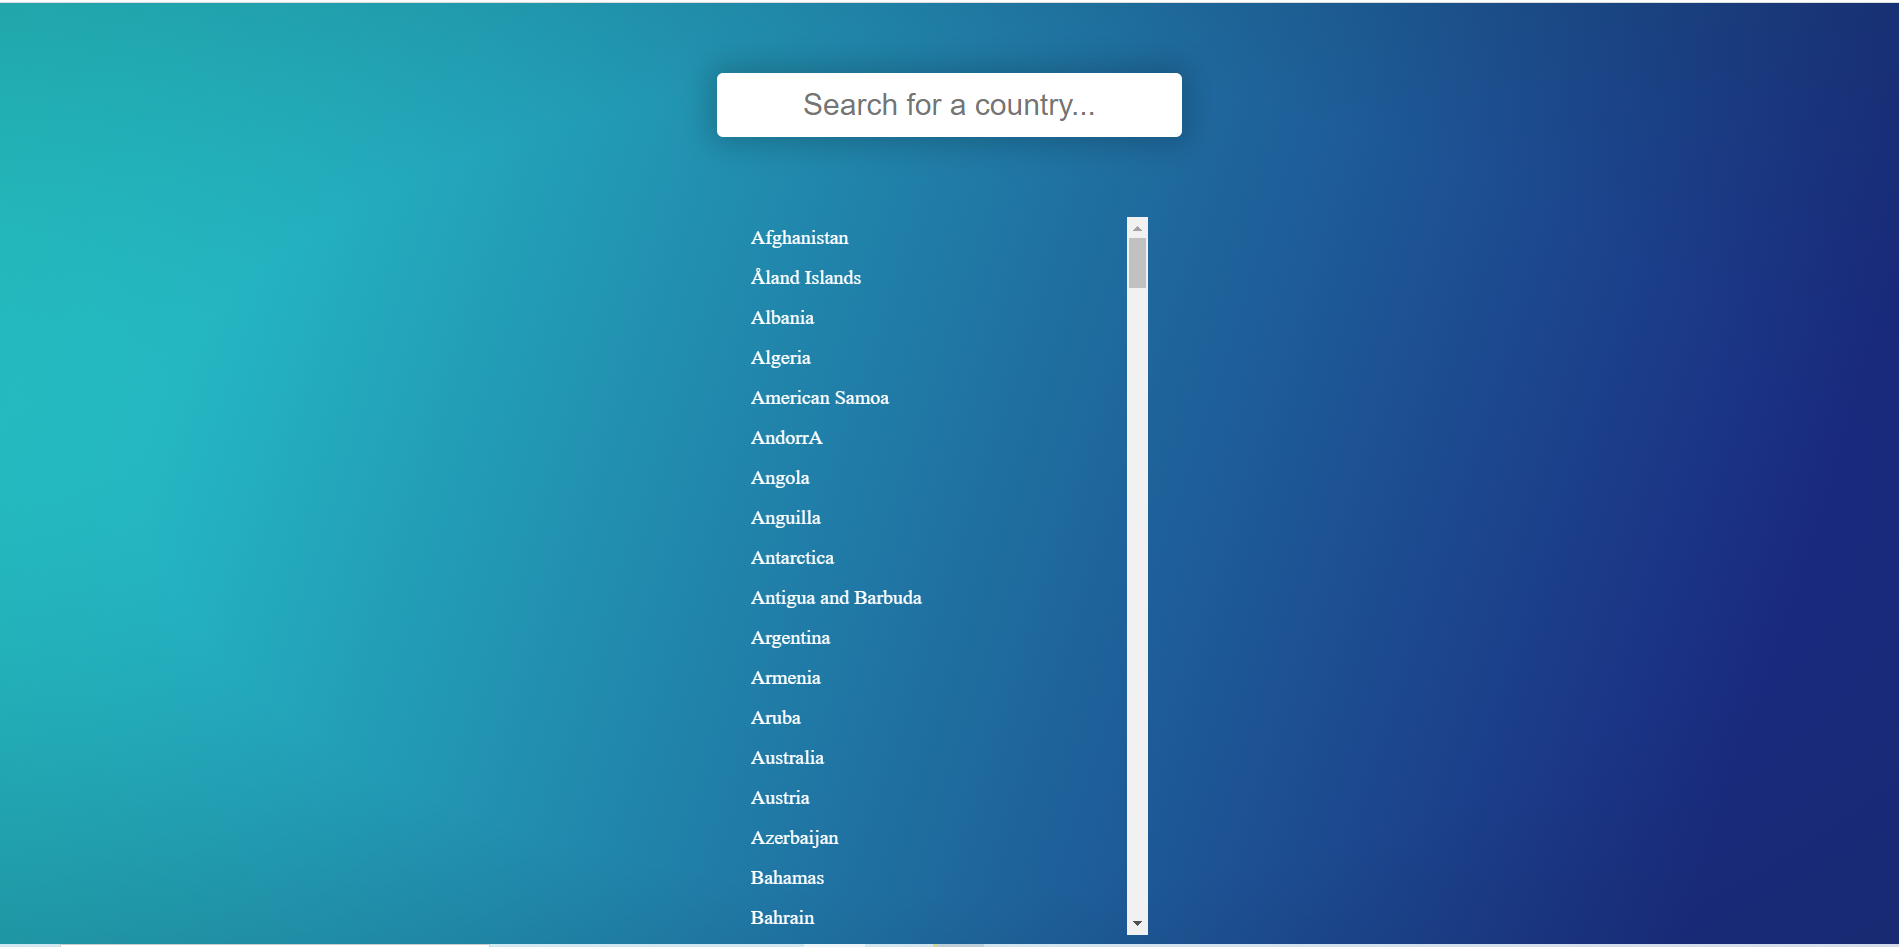 Search for a country...
Afghanistan
Åland Islands
Albania
Algeria
American Samoa
AndorrA
Angola
Anguilla
Antarctica
Antigua and Barbuda
Argentina
Armenia
Aruba
Australia
Austria
Azerbaijan
Bahamas
Bahrain